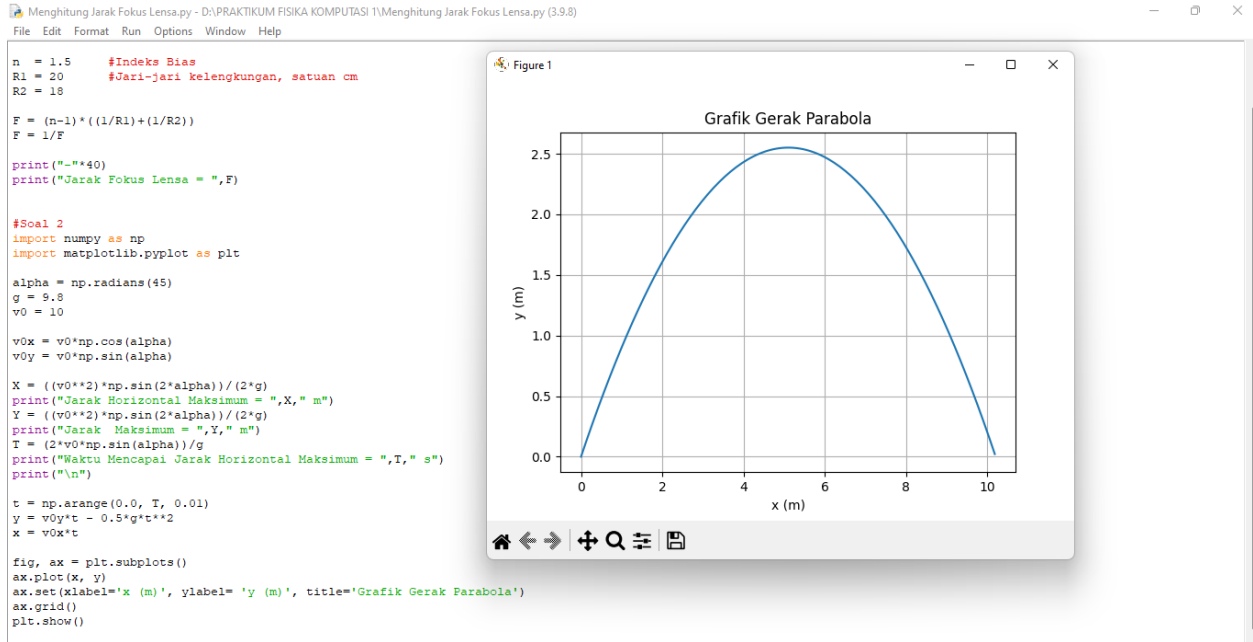 Menghitung Jarak Fokus Lensa.py - D:\PRAKTIKUM FISIKA KOMPUTASI 1\Menghitung Jarak Fokus Lensa.py (3.9.8)
File Edit Format Run Options Window Help
n  = 1.5     #Indeks Bias
R1 = 20      #Jari-jari kelengkungan, satuan cm
R2 = 18
F = (n-1)*((1/R1)+(1/R2))
F = 1/F
print("-"*40)
print("Jarak Fokus Lensa = ",F)
#Soal 2
import numpy as np
import matplotlib.pyplot as plt
alpha = np.radians(45)
g = 9.8
v0 = 10
v0x = v0*np.cos(alpha)
v0y = v0*np.sin(alpha)
X = ((v0**2)*np.sin(2*alpha))/(2*g)
print("Jarak Horizontal Maksimum = ",X," m")
Y = ((v0**2)*np.sin(2*alpha))/(2*g)
print("Jarak  Maksimum = ",Y," m")
T = (2*v0*np.sin(alpha))/g
print("Waktu Mencapai Jarak Horizontal Maksimum = ",T," s")
print("\n")
t = np.arange(0.0, T, 0.01)
y = v0y*t - 0.5*g*t**2
x = v0x*t
fig, ax = plt.subplots()
ax.plot(x, y)
ax.set(xlabel='x (m)', ylabel= 'y (m)', title='Grafik Gerak Parabola')
ax.grid()
plt.show()
Figure 1
Grafik Gerak Parabola
2.5
2.0
1.5
1.0
0.5
0.0
y (m)
0 2 4 6 8 10
x (m)